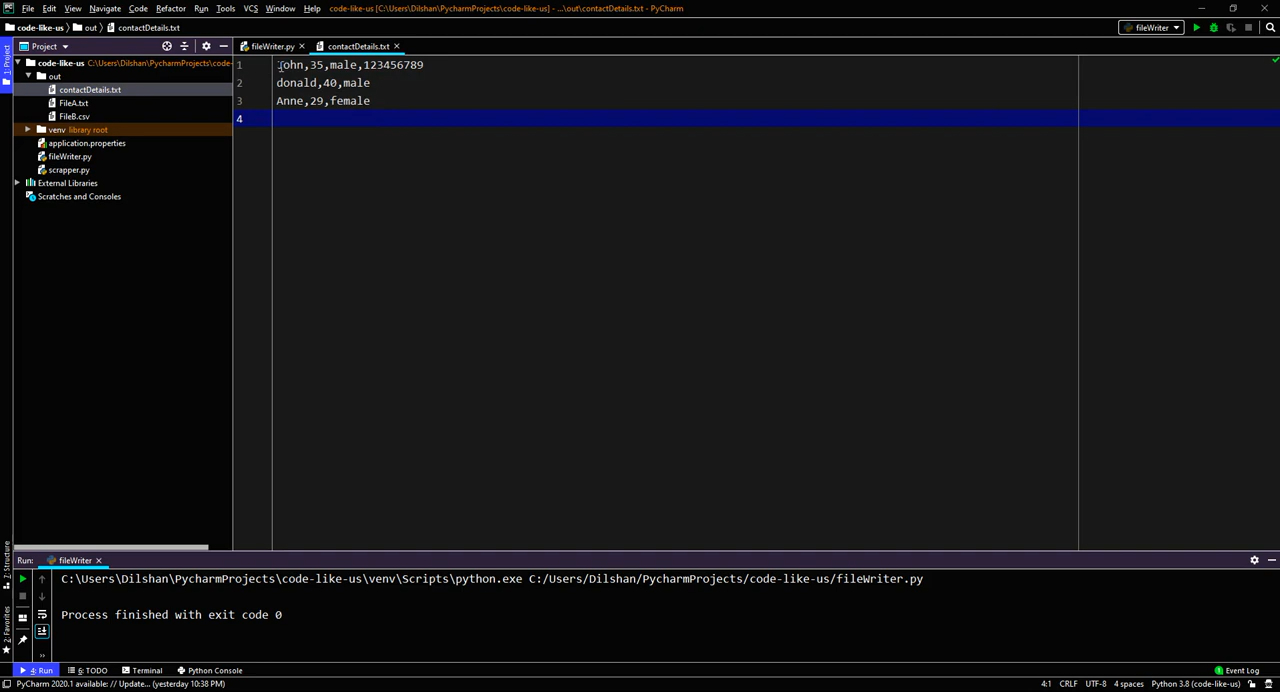 File Edit View Navigate Code Refactor Run Tools VCS Window Help code-like-us [C:\Users\Dilshan\PycharmProjects\code-like-us] - ...\out\contactDetails.txt - PyCharm
code-like-us out contactDetails.txt fileWriter
Project fileWriter.py contactDetails.txt
1: Project
code-like-us C:\Users\Dilshan\PycharmProjects\code-
out
contactDetails.txt
FileA.txt
FileB.csv
venv library root
application.properties
fileWriter.py
scrapper.py
External Libraries
Scratches and Consoles
1 John,35,male,123456789
2 donald,40,male
3 Anne,29,female
4
7: Structure
2: Favorites
Run: fileWriter
C:\Users\Dilshan\PycharmProjects\code-like-us\venv\Scripts\python.exe C:/Users/Dilshan/PycharmProjects/code-like-us/fileWriter.py
Process finished with exit code 0
4: Run 6: TODO Terminal Python Console Event Log
PyCharm 2020.1 available: // Update... (yesterday 10:38 PM) 4:1 CRLF UTF-8 4 spaces Python 3.8 (code-like-us)